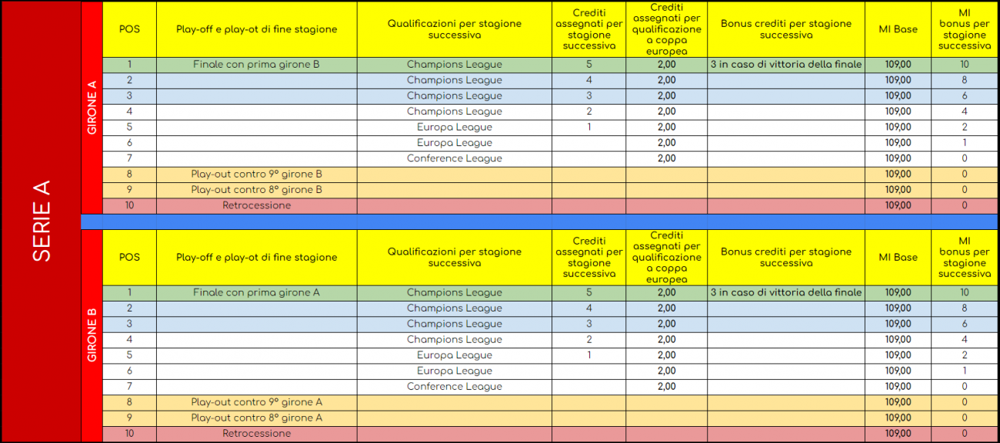 SERIE A
GIRONE A
POS Play-off e play-ot di fine stagione Qualificazioni per stagione successiva Crediti assegnati per stagione successiva Crediti assegnati per qualificazione a coppa europea Bonus crediti per stagione successiva MI Base MI bonus per stagione successiva
1 Finale con prima girone B Champions League 5 2,00 3 in caso di vittoria della finale 109,00 10
2 Champions League 4 2,00 109,00 8
3 Champions League 3 2,00 109,00 6
4 Champions League 2 2,00 109,00 4
5 Europa League 1 2,00 109,00 2
6 Europa League 2,00 109,00 1
7 Conference League 2,00 109,00 0
8 Play-out contro 9° girone B 109,00 0
9 Play-out contro 8° girone B 109,00 0
10 Retrocessione 109,00 0
GIRONE B
POS Play-off e play-ot di fine stagione Qualificazioni per stagione successiva Crediti assegnati per stagione successiva Crediti assegnati per qualificazione a coppa europea Bonus crediti per stagione successiva MI Base MI bonus per stagione successiva
1 Finale con prima girone A Champions League 5 2,00 3 in caso di vittoria della finale 109,00 10
2 Champions League 4 2,00 109,00 8
3 Champions League 3 2,00 109,00 6
4 Champions League 2 2,00 109,00 4
5 Europa League 1 2,00 109,00 2
6 Europa League 2,00 109,00 1
7 Conference League 2,00 109,00 0
8 Play-out contro 9° girone A 109,00 0
9 Play-out contro 8° girone A 109,00 0
10 Retrocessione 109,00 0